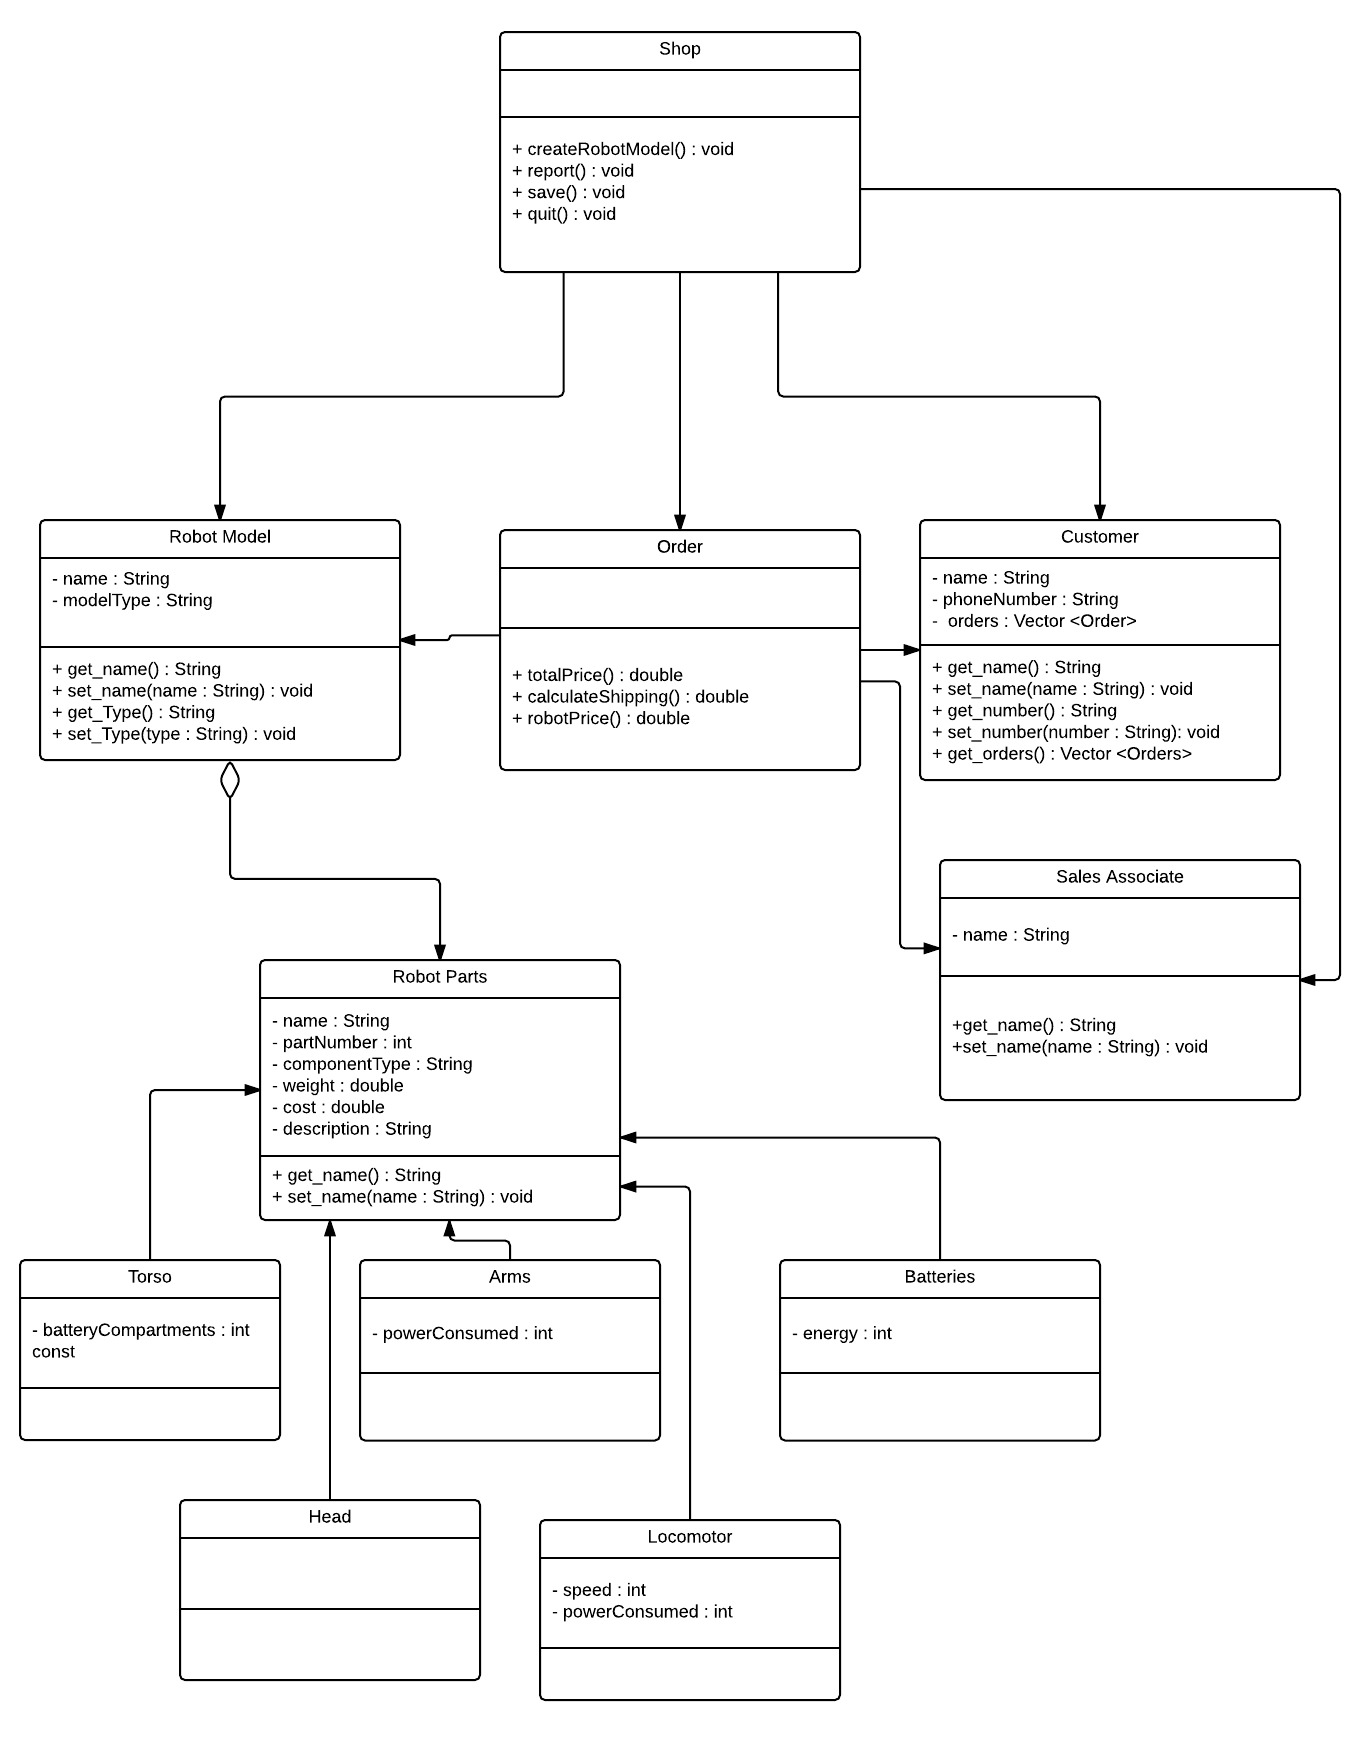 Shop
+ createRobotModel() : void
+ report() : void
+ save() : void
+ quit() : void
Robot Model
- name : String
- modelType : String
+ get_name() : String
+ set_name(name : String) : void
+ get_Type() : String
+ set_Type(type : String) : void
Order
+ totalPrice() : double
+ calculateShipping() : double
+ robotPrice() : double
Customer
- name : String
- phoneNumber : String
- orders : Vector <Order>
+ get_name() : String
+ set_name(name : String) : void
+ get_number() : String
+ set_number(number : String): void
+ get_orders() : Vector <Orders>
Sales Associate
- name : String
+get_name() : String
+set_name(name : String) : void
Robot Parts
- name : String
- partNumber : int
- componentType : String
- weight : double
- cost : double
- description : String
+ get_name() : String
+ set_name(name : String) : void
Torso
- batteryCompartments : int
const
Arms
- powerConsumed : int
Batteries
- energy : int
Head
Locomotor
- speed : int
- powerConsumed : int